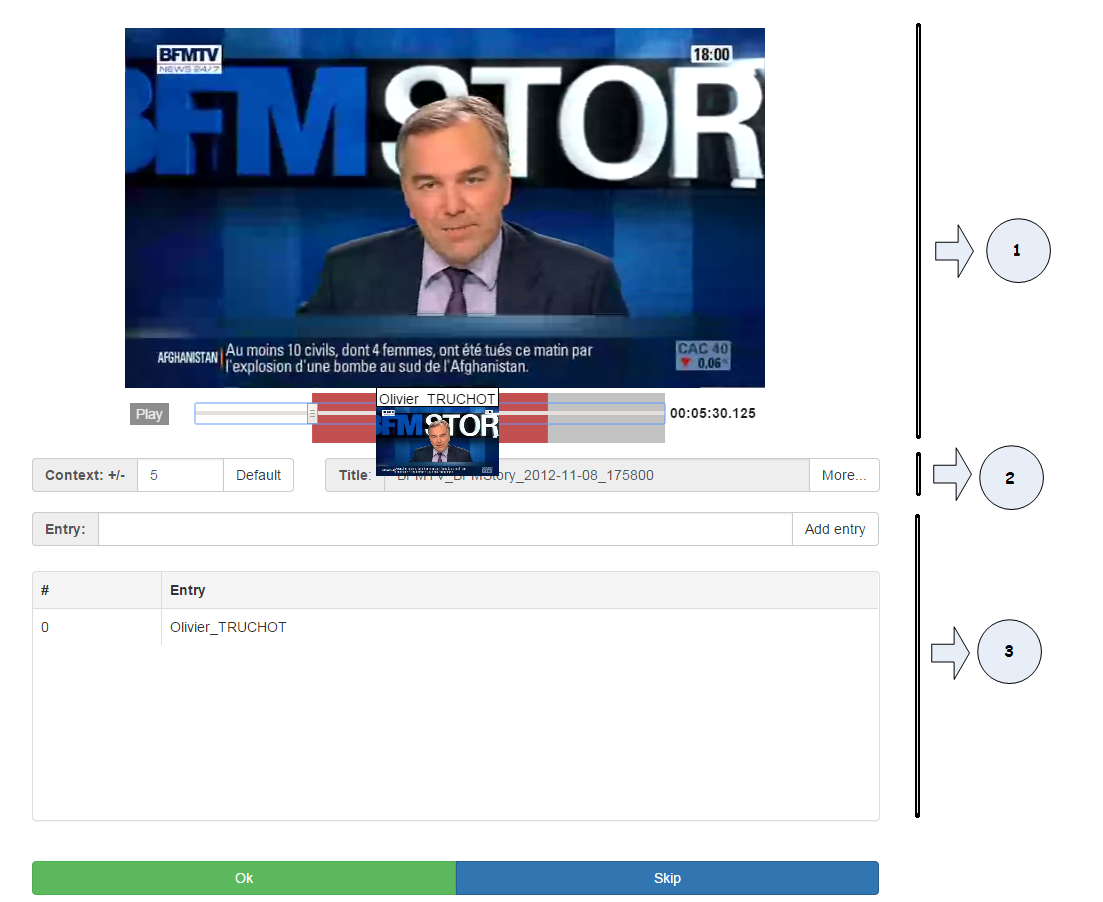 BFMTV
NEWS 24/7
18:00
BFM STORY
AFGHANISTAN Au moins 10 civils, dont 4 femmes, ont été tués ce matin par
l'explosion d'une bombe au sud de l'Afghanistan.
CAC 40
0,06
1
Play
Olivier_TRUCHOT
00:05:30.125
Context: +/- 5 Default
Title: BFMTV_BFMStory_2012-11-08_175800 More...
2
Entry: Add entry
# Entry
0 Olivier_TRUCHOT
3
Ok Skip